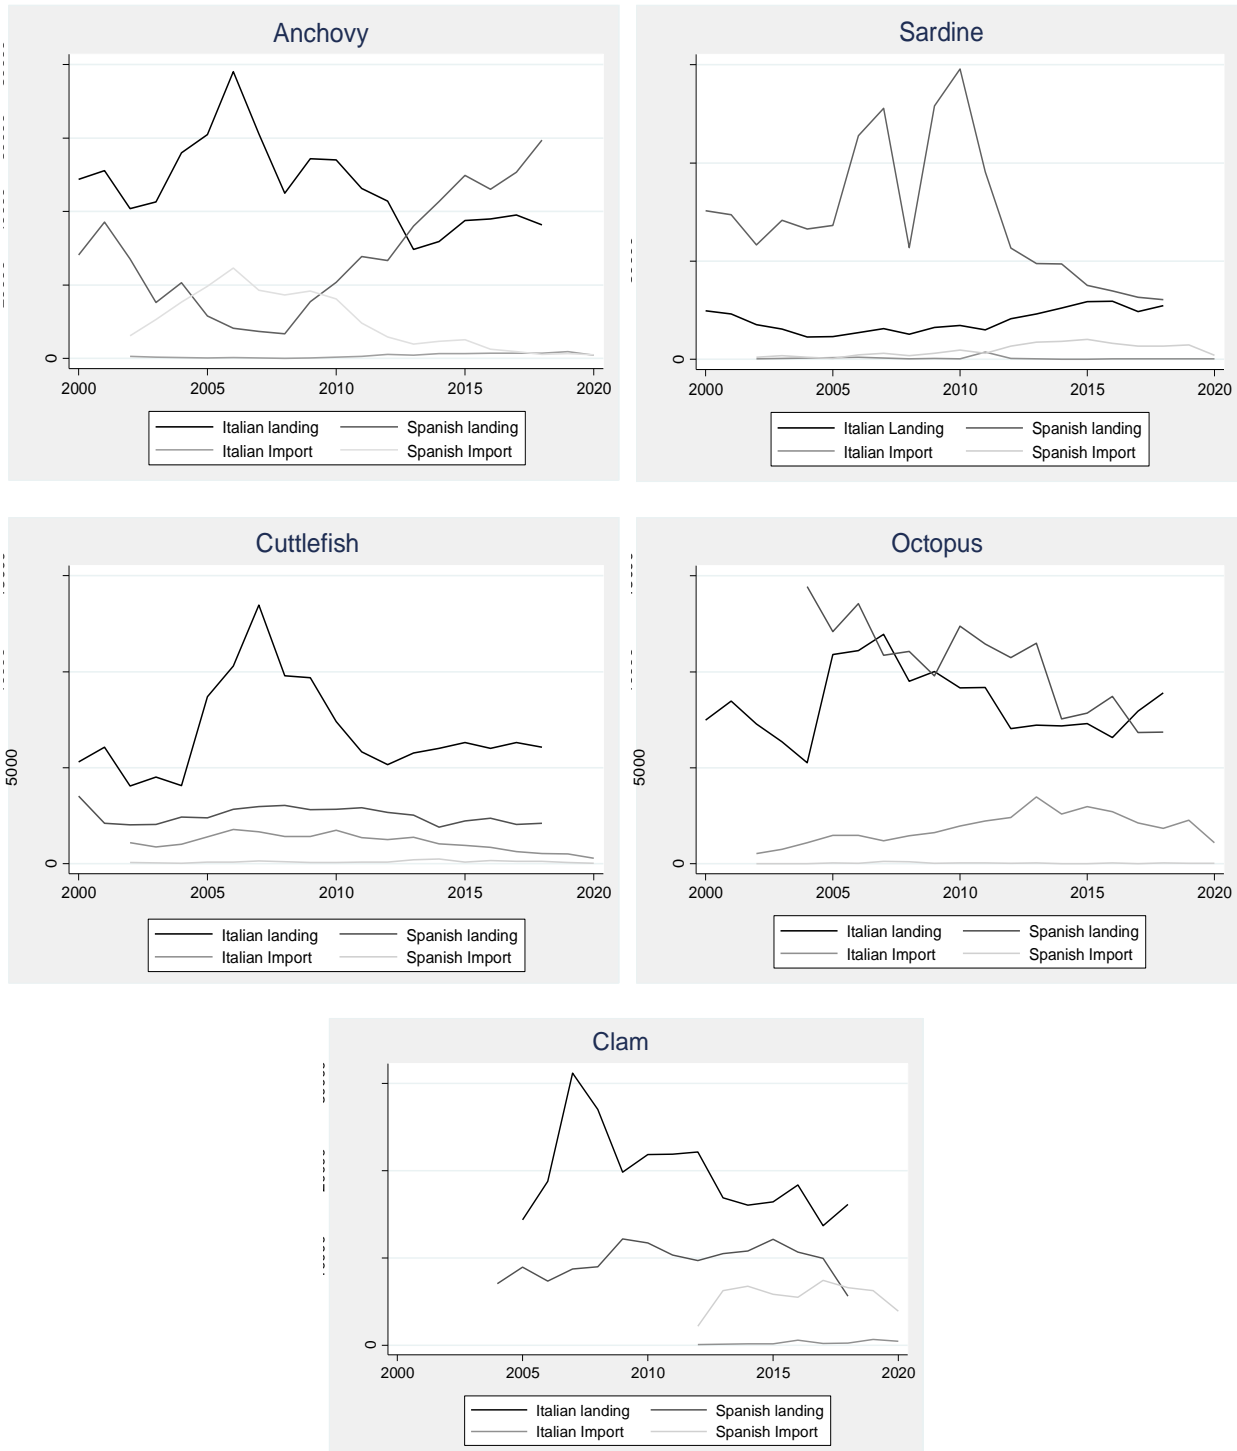 Anchovy
0
2000 2005 2010 2015 2020
Italian landing Spanish landing
Italian Import Spanish Import
Sardine
0
2000 2005 2010 2015 2020
Italian Landing Spanish landing
Italian Import Spanish Import
Cuttlefish
5000
0
2000 2005 2010 2015 2020
Italian landing Spanish landing
Italian Import Spanish Import
Octopus
5000
0
2000 2005 2010 2015 2020
Italian landing Spanish landing
Italian Import Spanish Import
Clam
0
2000 2005 2010 2015 2020
Italian landing Spanish landing
Italian Import Spanish Import